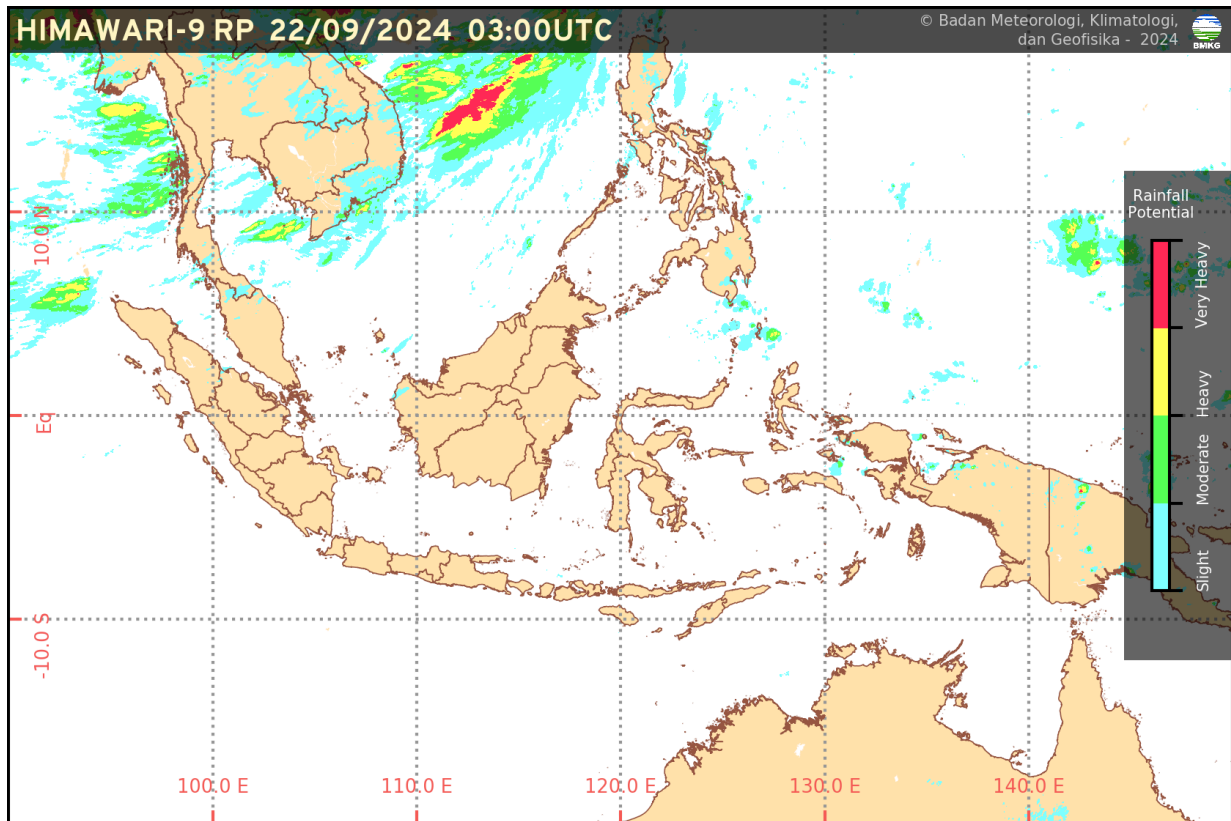 HIMAWARI-9 RP  22/09/2024  03:00UTC
© Badan Meteorologi, Klimatologi,
dan Geofisika -  2024
BMKG
Rainfall
Potential
Very Heavy
Heavy
Moderate
Slight
10.0 N
Eq
-10.0 S
100.0 E
110.0 E
120.0 E
130.0 E
140.0 E